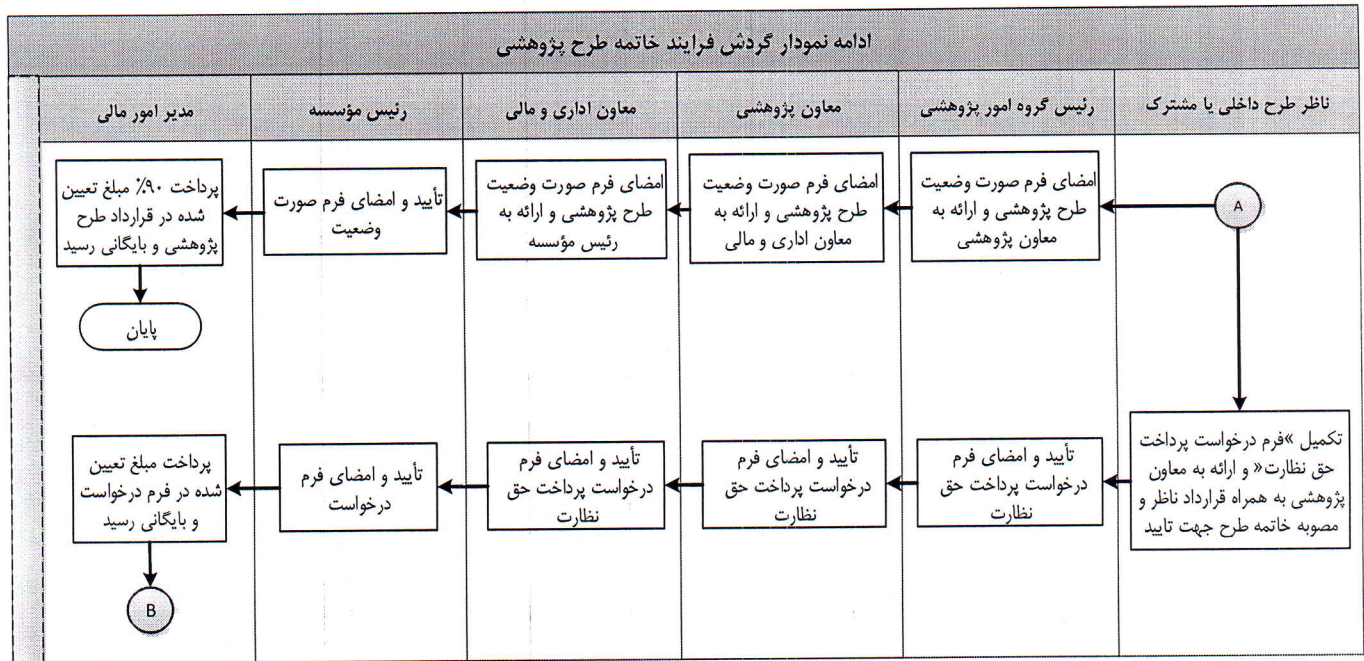 ادامه نمودار گردش فرایند خاتمه طرح پژوهشی
ناظر طرح داخلی یا مشترک
رئیس گروه امور پژوهشی
معاون پژوهشی
معاون اداری و مالی
رئیس مؤسسه
مدیر امور مالی
A
امضای فرم صورت وضعیت
طرح پژوهشی و ارائه به
معاون پژوهشی
امضای فرم صورت وضعیت
طرح پژوهشی و ارائه به
معاون اداری و مالی
امضای فرم صورت وضعیت
طرح پژوهشی و ارائه به
رئیس مؤسسه
تأیید و امضای فرم صورت
وضعیت
پرداخت ۹۰٪ مبلغ تعیین
شده در قرارداد طرح
پژوهشی و بایگانی رسید
پایان
تکمیل »فرم درخواست پرداخت
حق نظارت« و ارائه به معاون
پژوهشی به همراه قرارداد ناظر و
مصوبه خاتمه طرح جهت تایید
تأیید و امضای فرم
درخواست پرداخت حق
نظارت
تأیید و امضای فرم
درخواست پرداخت حق
نظارت
تأیید و امضای فرم
درخواست پرداخت حق
نظارت
تأیید و امضای فرم
درخواست
پرداخت مبلغ تعیین
شده در فرم درخواست
و بایگانی رسید
B